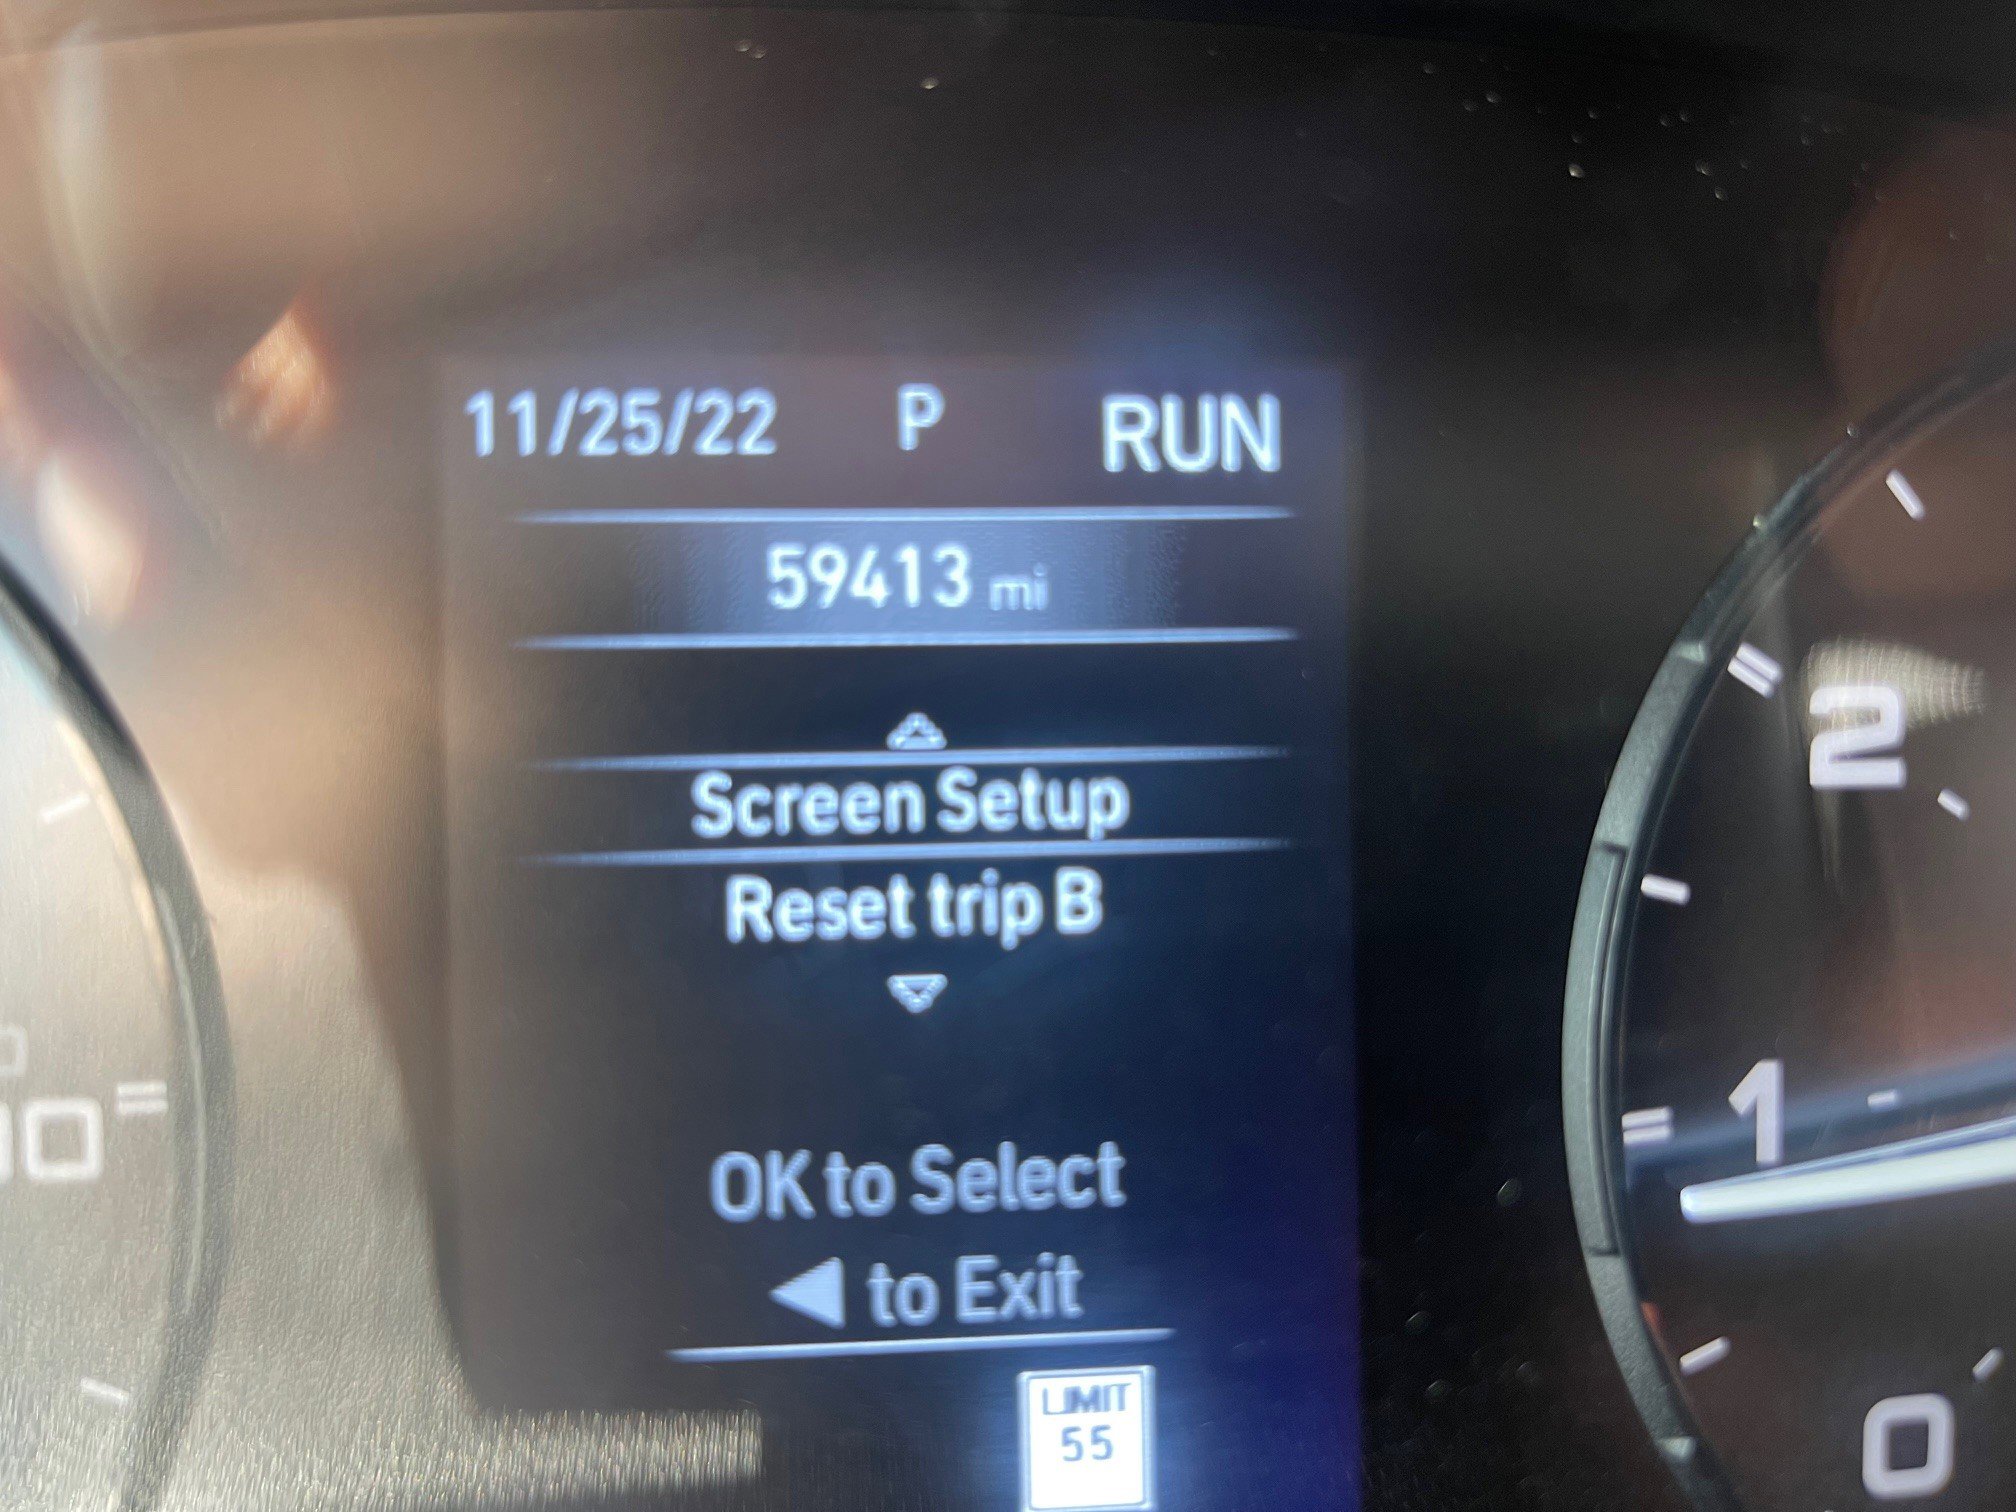 11/25/22 P RUN
59413 mi
Screen Setup
Reset trip B
OK to Select
to Exit
LIMIT
55
2
1
0